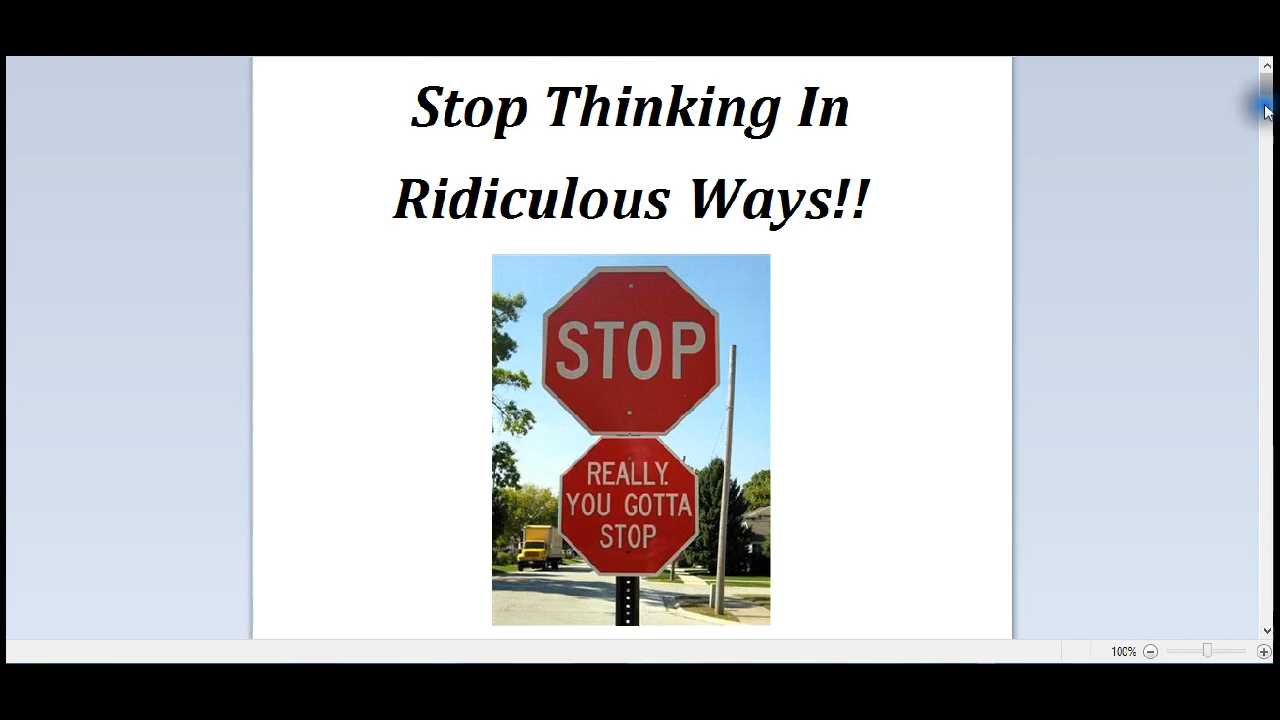 Stop Thinking In
Ridiculous Ways!!
STOP
REALLY.
YOU GOTTA
STOP
100%